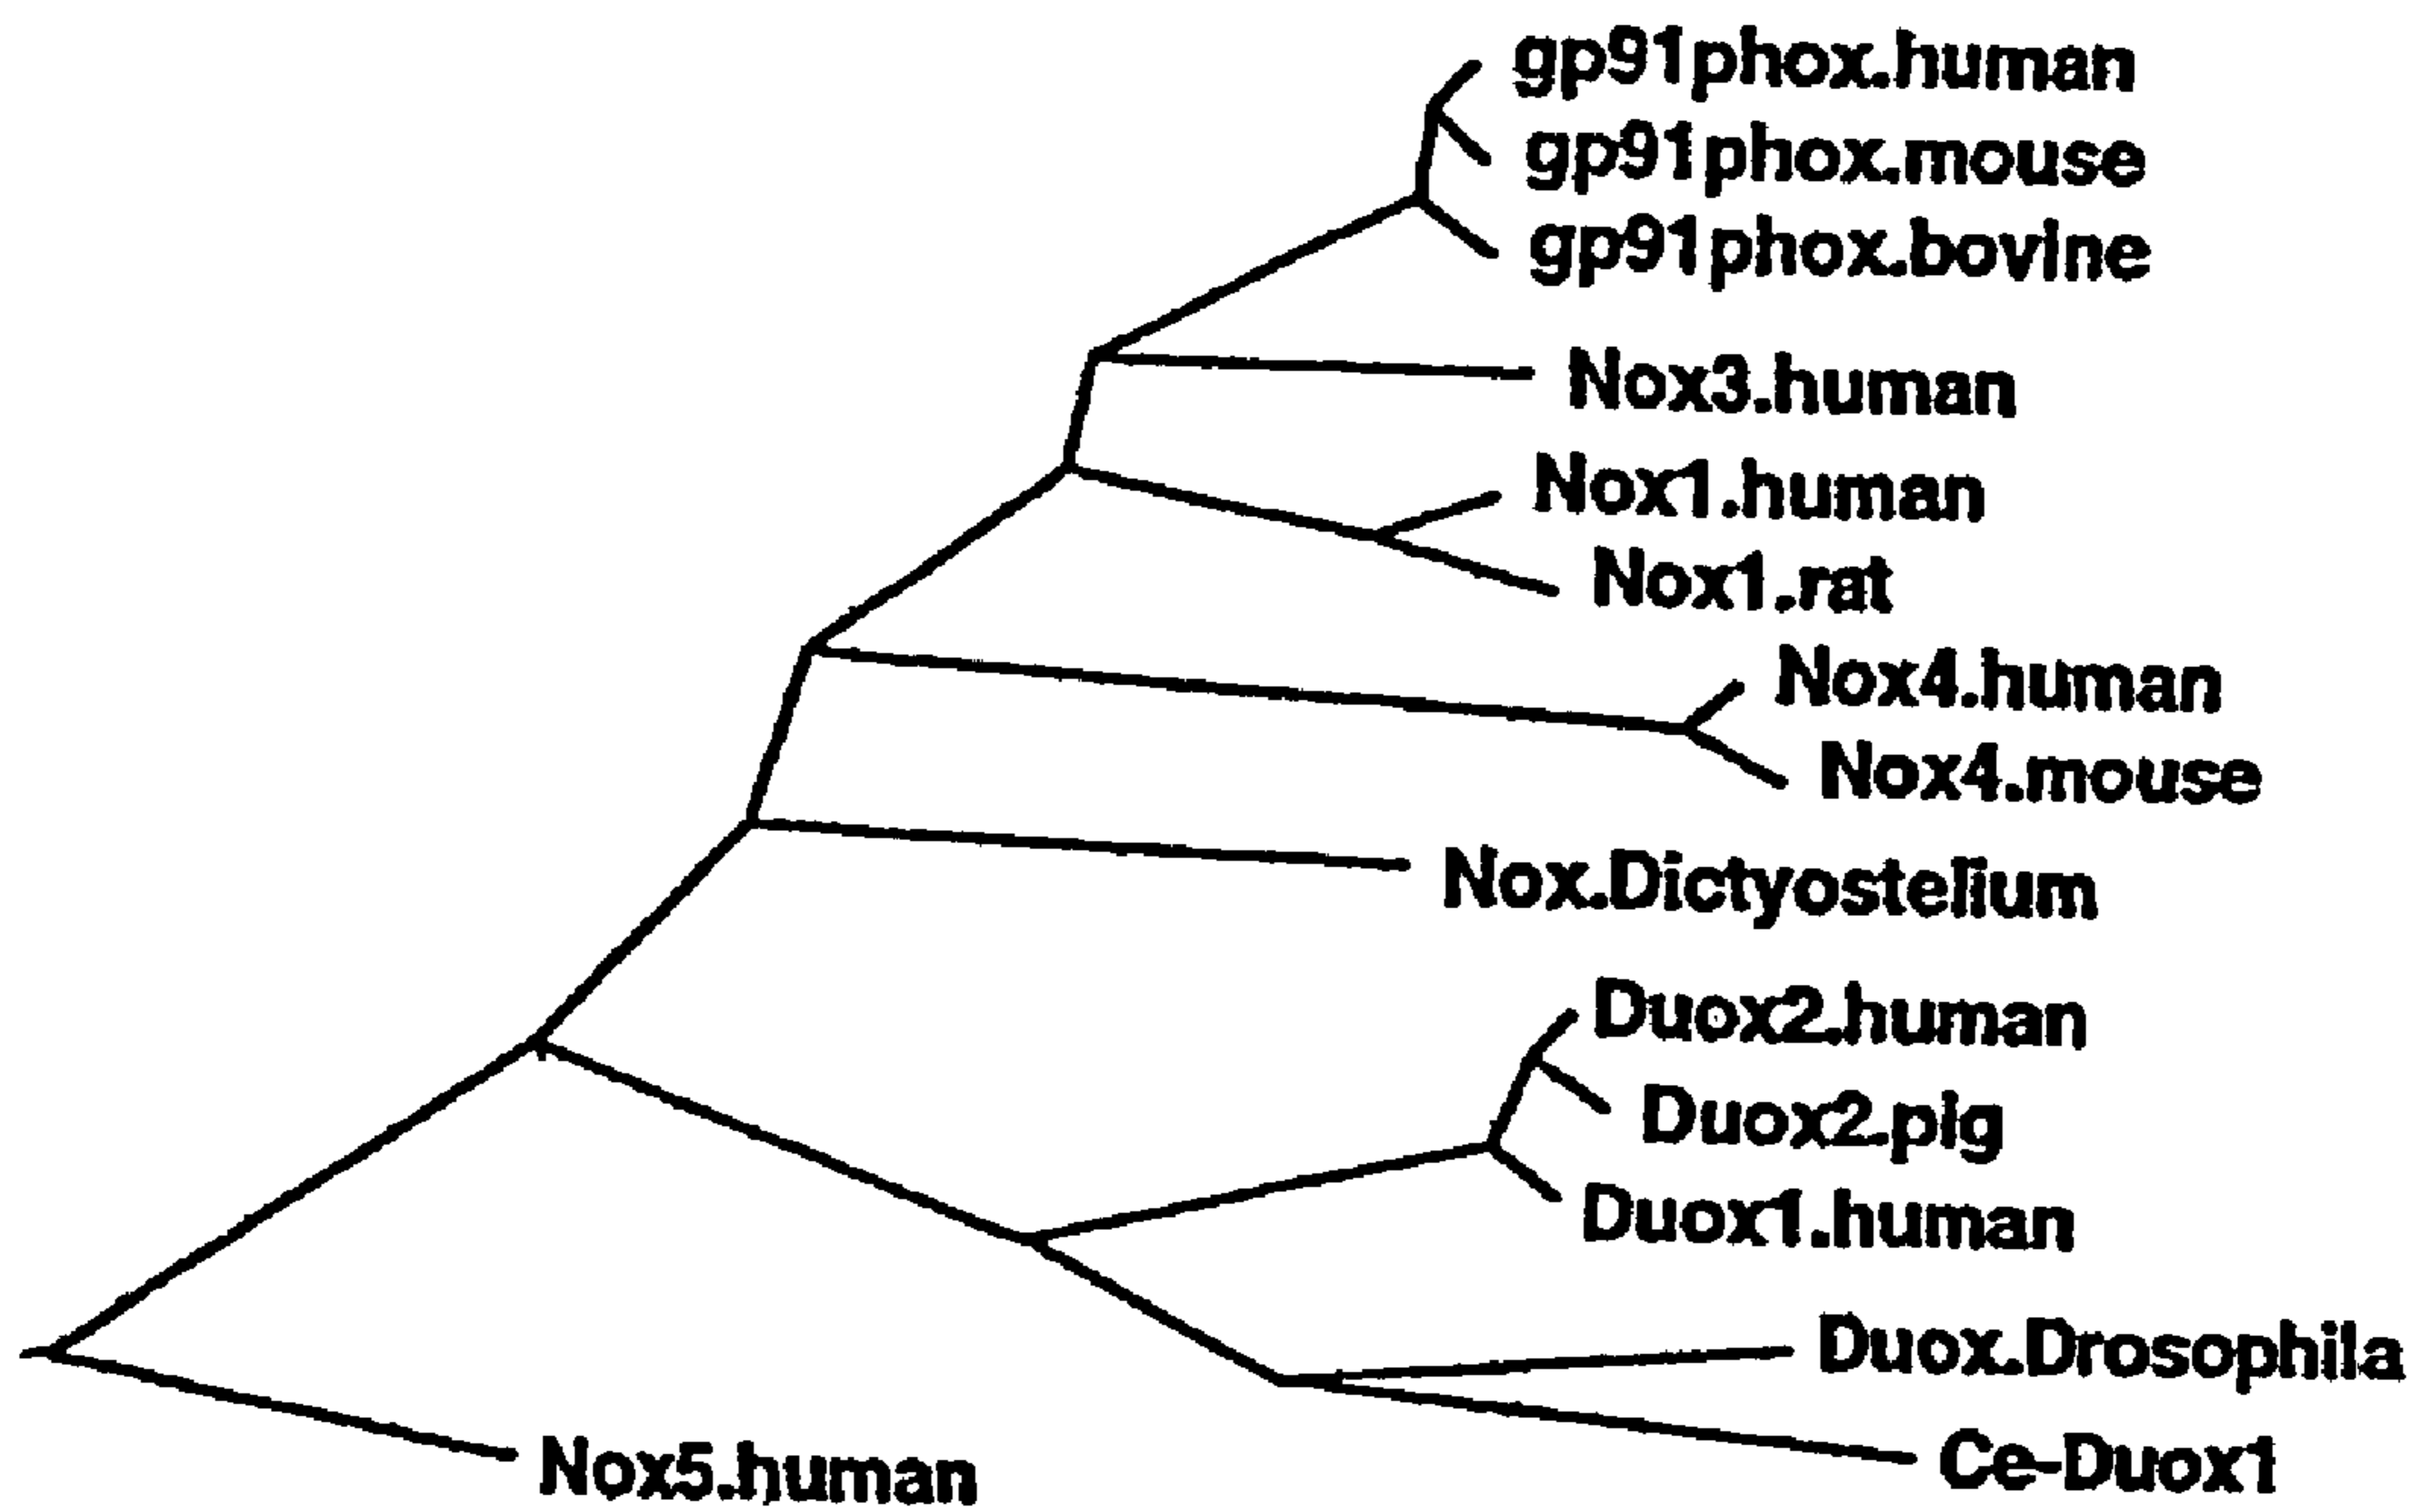 gp91phox.human
gp91phox.mouse
gp91phox.bovine
Nox3.human
Nox1.human
Nox1.rat
Nox4.human
Nox4.mouse
Nox.Dictyostelium
Duox2.human
Duox2.pig
Duox1.human
Duox.Drosophila
Ce-Duox1
Nox5.human